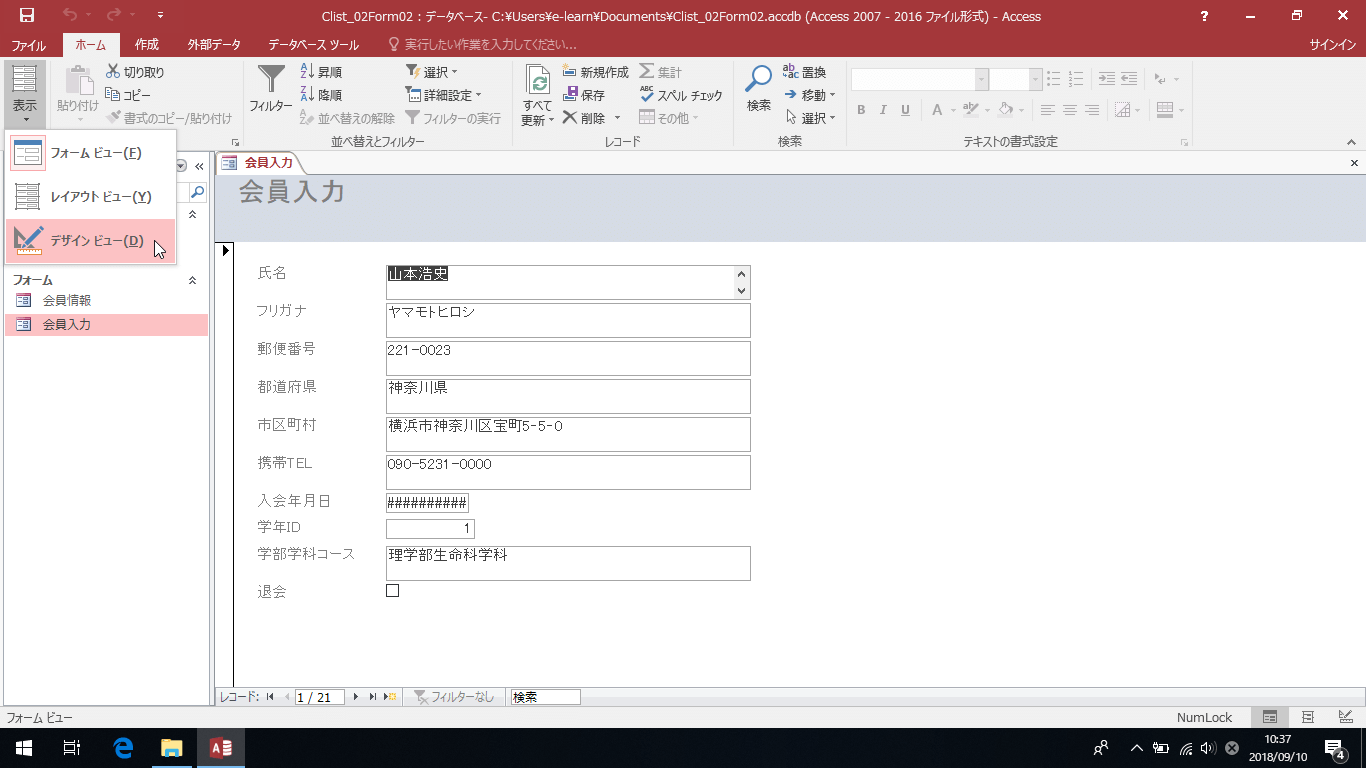 Clist_02Form02 : データベース- C:¥Users¥e-learn¥Documents¥Clist_02Form02.accdb (Access 2007 - 2016 ファイル形式) - Access
?
ファイル ホーム 作成 外部データ データベース ツール 実行したい作業を入力してください... サインイン
表示
貼り付け
切り取り
コピー
書式のコピー/貼り付け
フィルター
昇順
降順
並べ替えの解除
選択
詳細設定
フィルターの実行
並べ替えとフィルター
すべて
更新
新規作成
保存
削除
集計
スペル チェック
その他
レコード
検索
置換
移動
選択
検索
B I U A
テキストの書式設定
フォーム ビュー(F)
レイアウト ビュー(Y)
デザイン ビュー(D)
フォーム
会員情報
会員入力
会員入力
会員入力
氏名 山本浩史
フリガナ ヤマモトヒロシ
郵便番号 221-0023
都道府県 神奈川県
市区町村 横浜市神奈川区宝町5-5-0
携帯TEL 090-5231-0000
入会年月日 ##########
学年ID 1
学部学科コース 理学部生命科学科
退会
レコード: 1 / 21 フィルターなし 検索
フォーム ビュー NumLock
10:37
2018/09/10
4